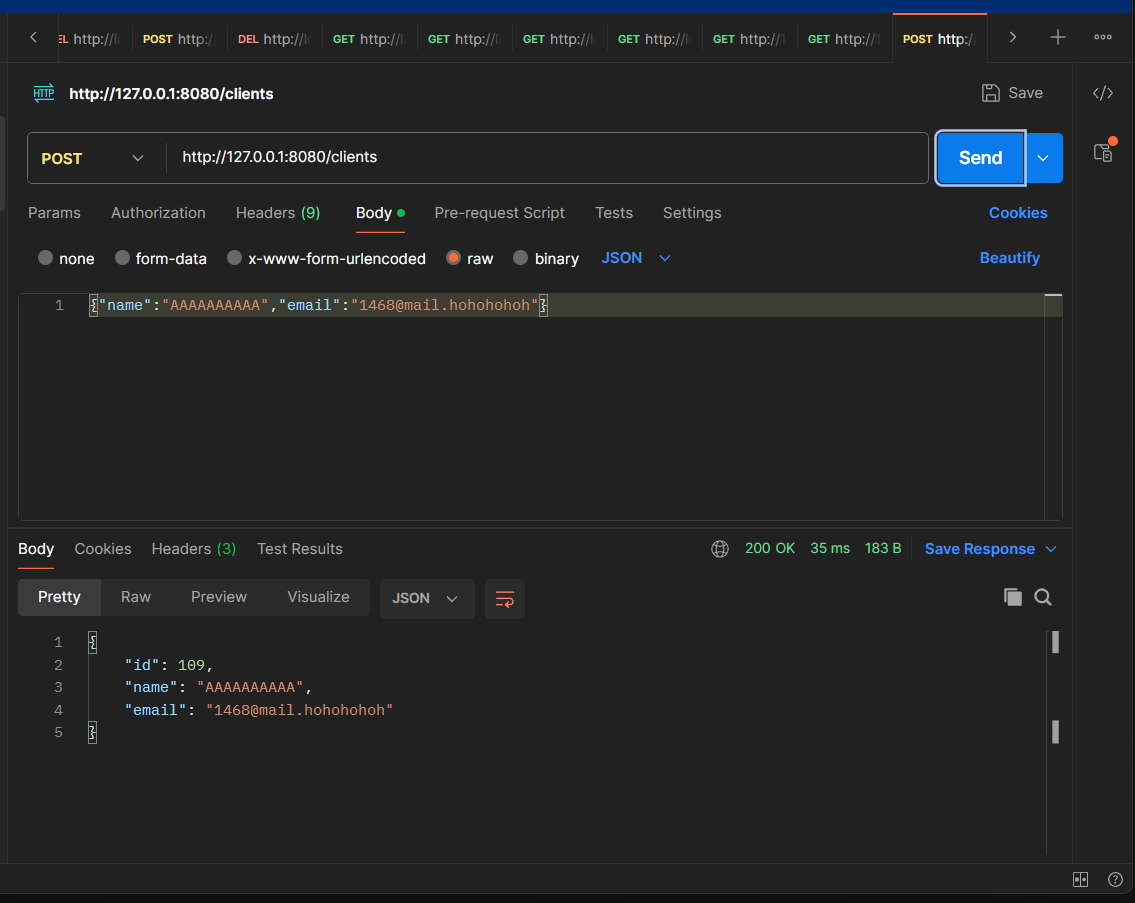 EL http://l POST http:/ DEL http://l GET http://l GET http://l GET http://l GET http://l GET http://1 GET http://1 POST http:/
HTTP http://127.0.0.1:8080/clients Save </>
POST http://127.0.0.1:8080/clients Send
Params Authorization Headers (9) Body Pre-request Script Tests Settings Cookies
none form-data x-www-form-urlencoded raw binary JSON Beautify
1 {"name":"AAAAAAAAAA","email":"1468@mail.hohohohoh"}
Body Cookies Headers (3) Test Results 200 OK 35 ms 183 B Save Response
Pretty Raw Preview Visualize JSON
1 {
2 "id": 109,
3 "name": "AAAAAAAAAA",
4 "email": "1468@mail.hohohohoh"
5 }